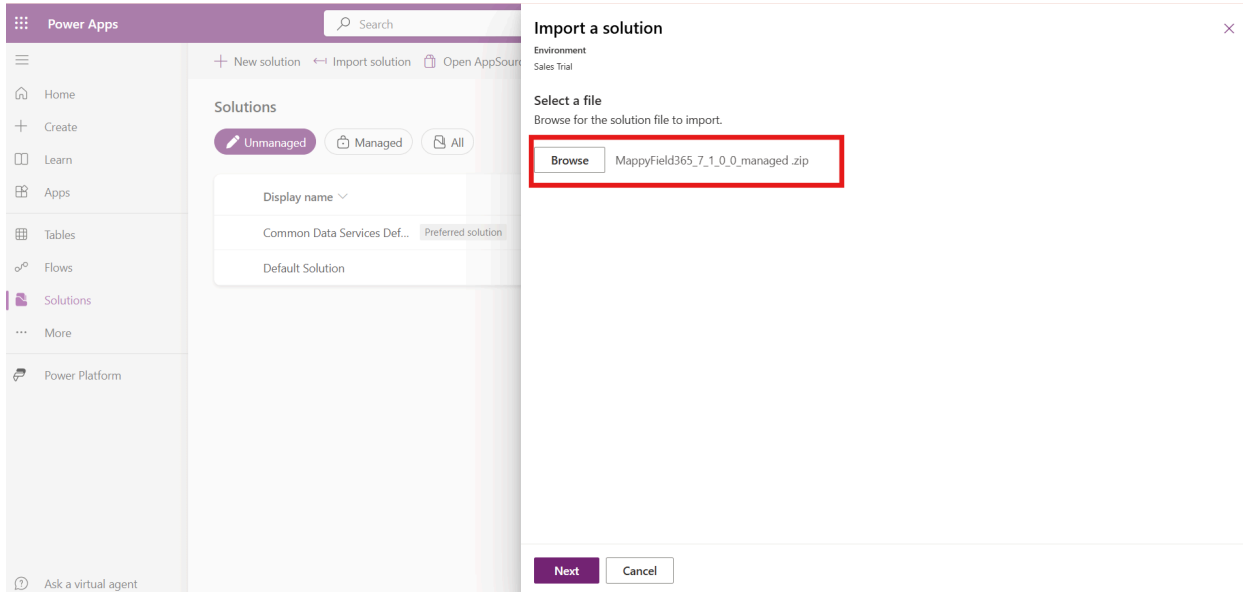 Power Apps
Search
Home
Create
Learn
Apps
Tables
Flows
Solutions
More
Power Platform
Ask a virtual agent
New solution Import solution Open AppSourc
Solutions
Unmanaged Managed All
Display name
Common Data Services Def... Preferred solution
Default Solution
Import a solution
Environment
Sales Trial
Select a file
Browse for the solution file to import.
Browse MappyField365_7_1_0_0_managed .zip
Next Cancel